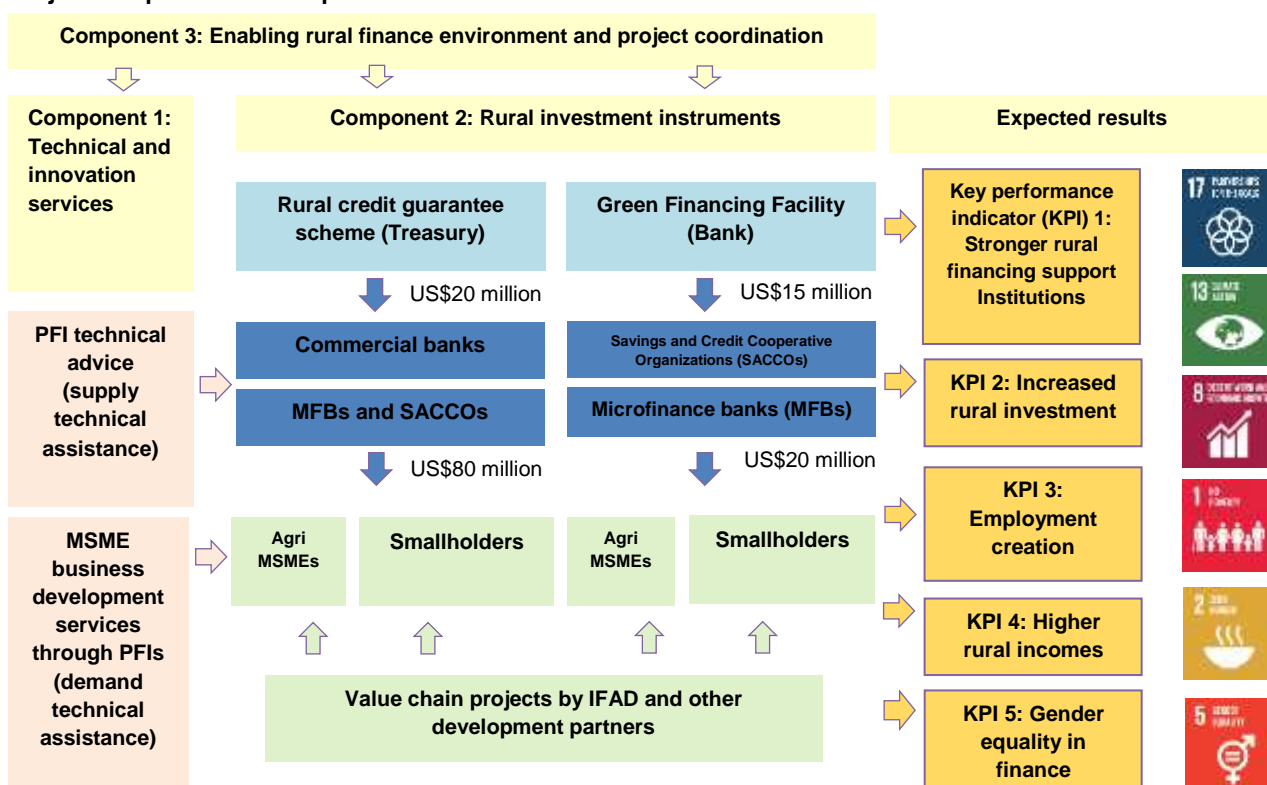 Component 3: Enabling rural finance environment and project coordination
Component 1:
Technical and
innovation
services
Component 2: Rural investment instruments
Expected results
Rural credit guarantee
scheme (Treasury)
Green Financing Facility
(Bank)
Key performance
indicator (KPI) 1:
Stronger rural
financing support
Institutions
17
US$20 million
US$15 million
13
PFI technical
advice
(supply
technical
assistance)
Commercial banks
Savings and Credit Cooperative
Organizations (SACCOs)
MFBs and SACCOs
Microfinance banks (MFBs)
KPI 2: Increased
rural investment
8
US$80 million
US$20 million
MSME
business
development
services
through PFIs
(demand
technical
assistance)
Agri
MSMEs
Smallholders
Agri
MSMEs
Smallholders
KPI 3:
Employment
creation
1
KPI 4: Higher
rural incomes
2
Value chain projects by IFAD and other
development partners
KPI 5: Gender
equality in
finance
5